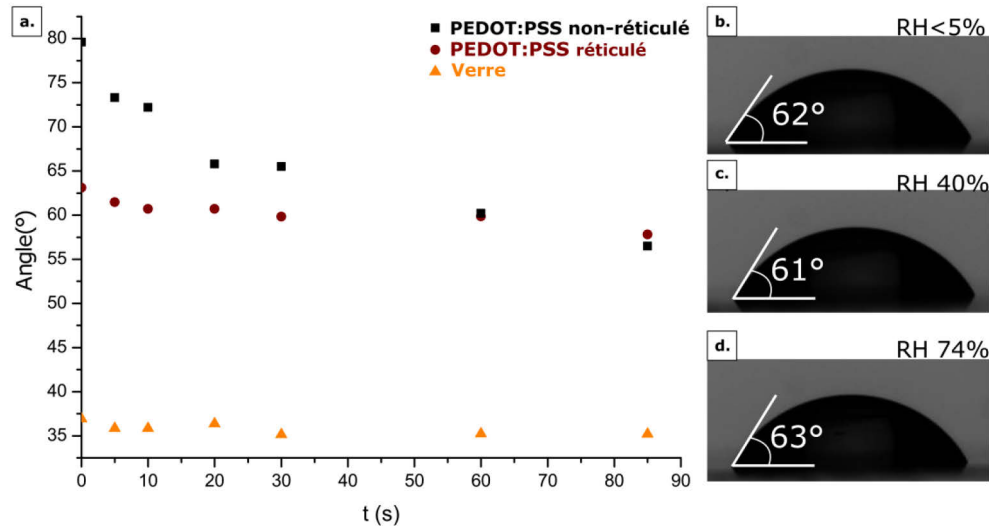 a.
PEDOT:PSS non-réticulé
PEDOT:PSS réticulé
Verre
Angle(°)
80
75
70
65
60
55
50
45
40
35
0 10 20 30 40 50 60 70 80 90
t (s)
b.
RH<5%
62°
c.
RH 40%
61°
d.
RH 74%
63°